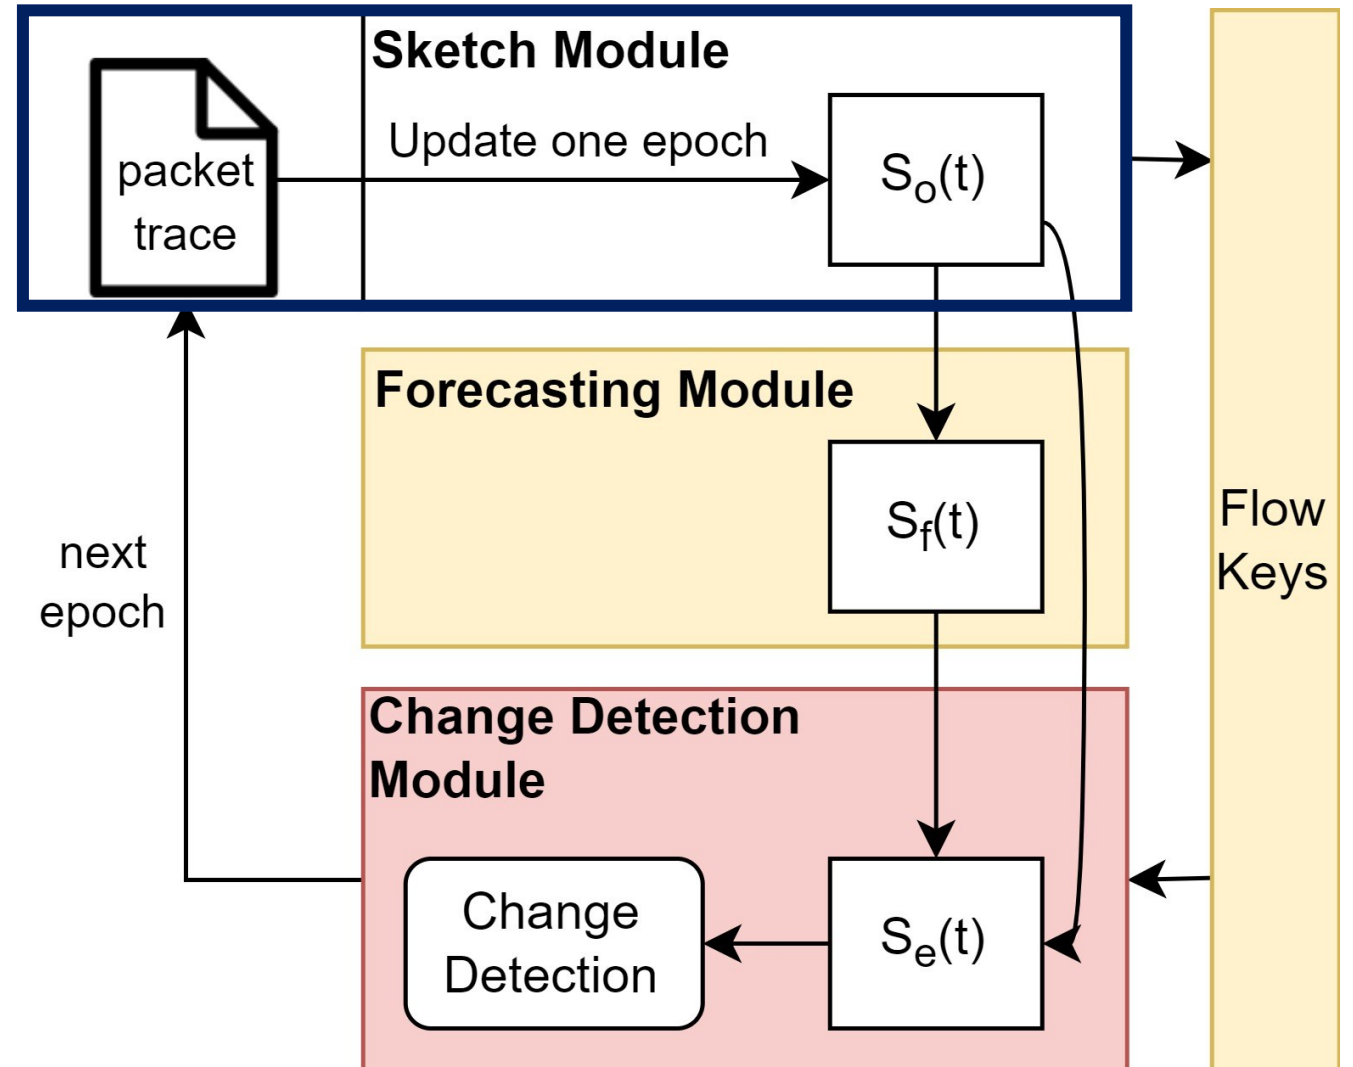 Sketch Module
packet
trace
Update one epoch
So(t)
Forecasting Module
Sf(t)
Flow
Keys
next
epoch
Change Detection
Module
Change
Detection
Se(t)